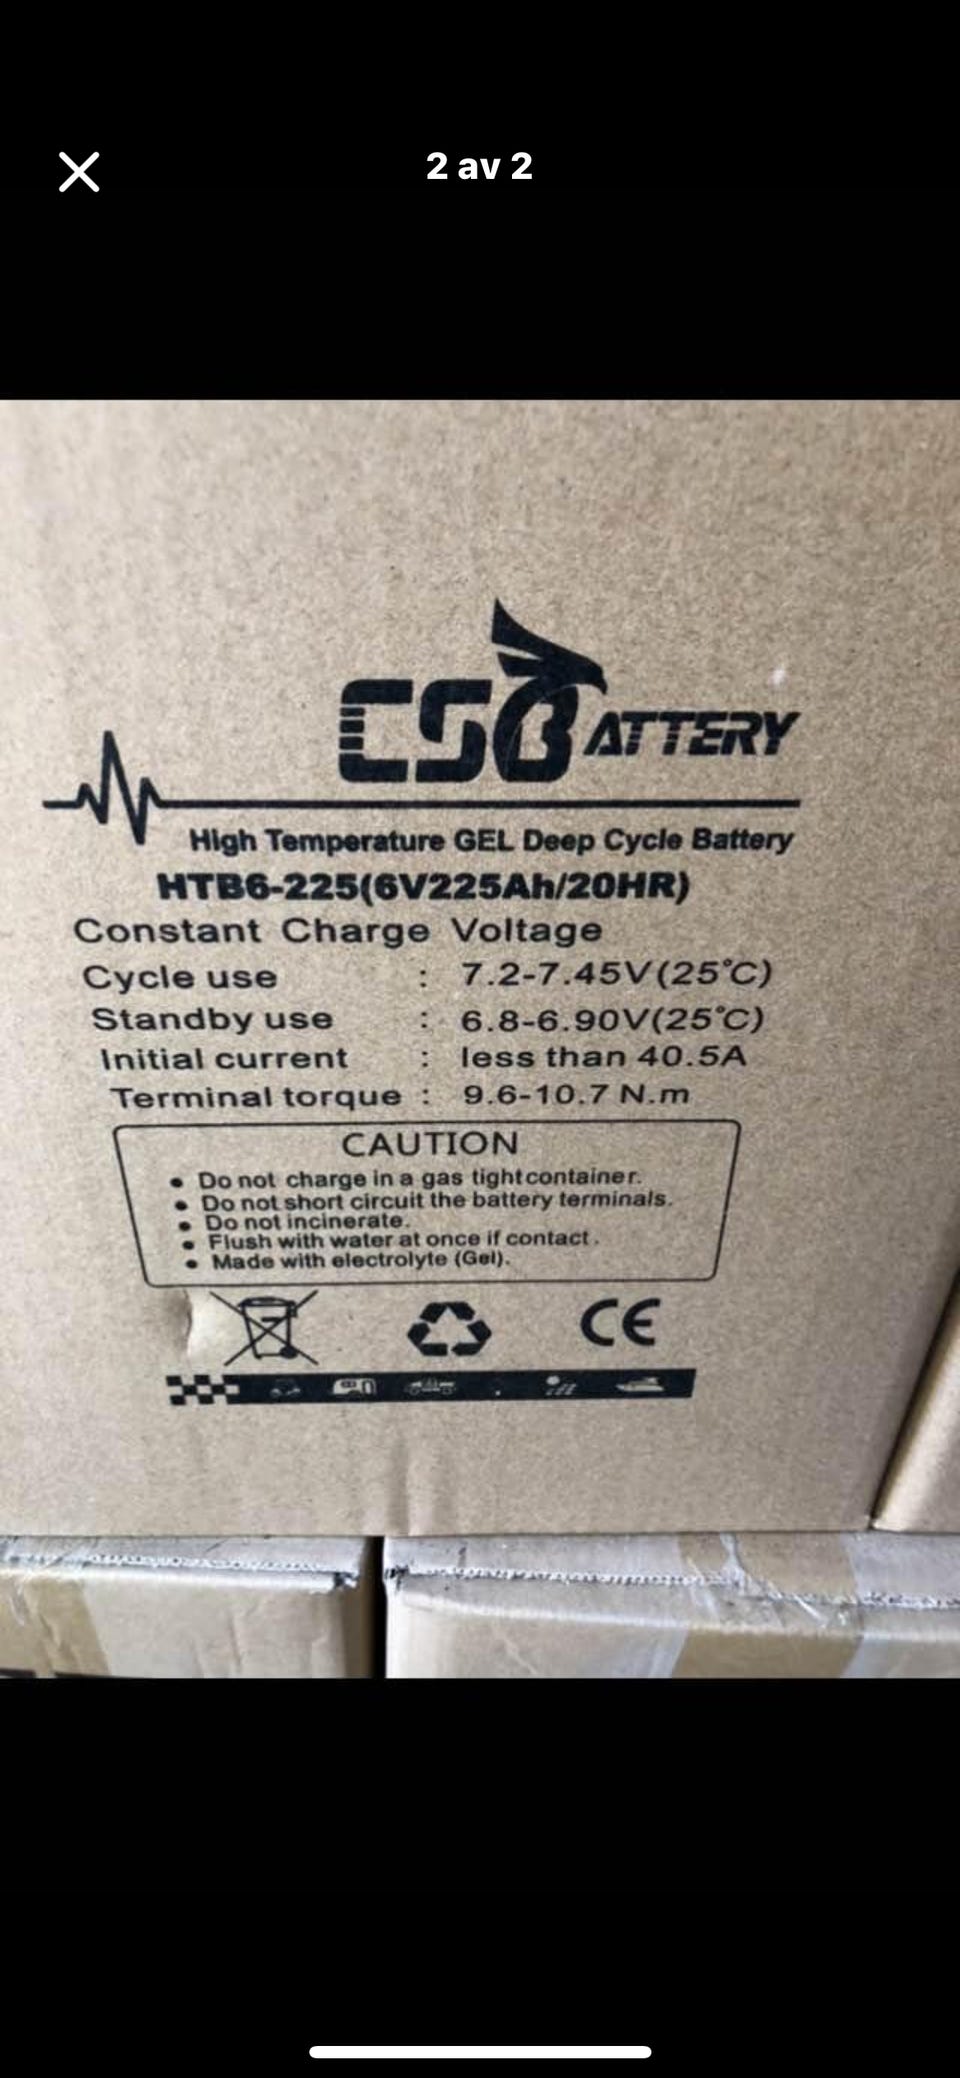 2 av 2
CSBATTERY
High Temperature GEL Deep Cycle Battery
HTB6-225(6V225Ah/20HR)
Constant Charge Voltage
Cycle use : 7.2-7.45V(25℃)
Standby use : 6.8-6.90V(25℃)
Initial current : less than 40.5A
Terminal torque : 9.6-10.7 N.m
CAUTION
• Do not charge in a gas tightcontainer.
• Do not short circuit the battery terminals.
• Do not incinerate.
• Flush with water at once if contact.
• Made with electrolyte (Gel).
CE